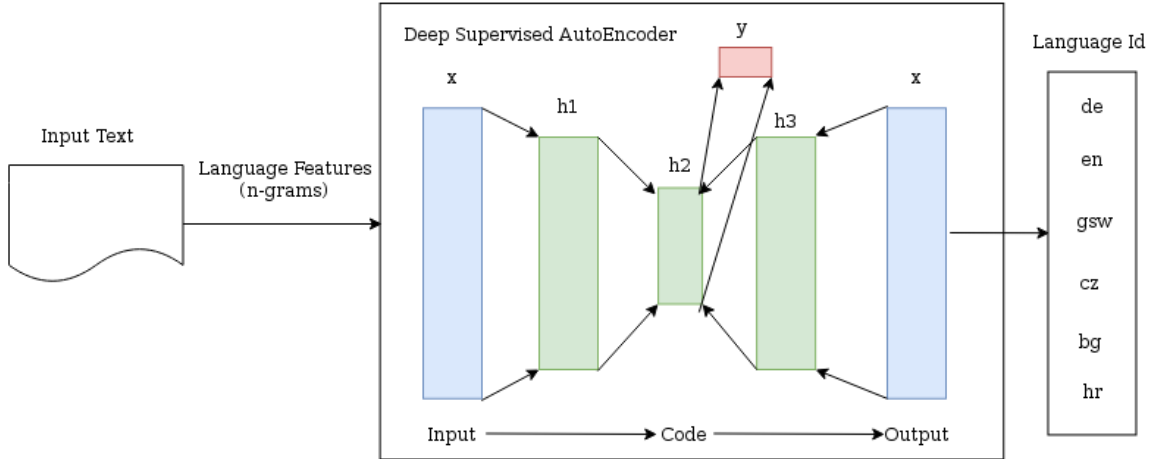 Input Text
Language Features
(n-grams)
Deep Supervised AutoEncoder
x
h1
h2
y
h3
x
Input
Code
Output
Language Id
de
en
gsw
cz
bg
hr